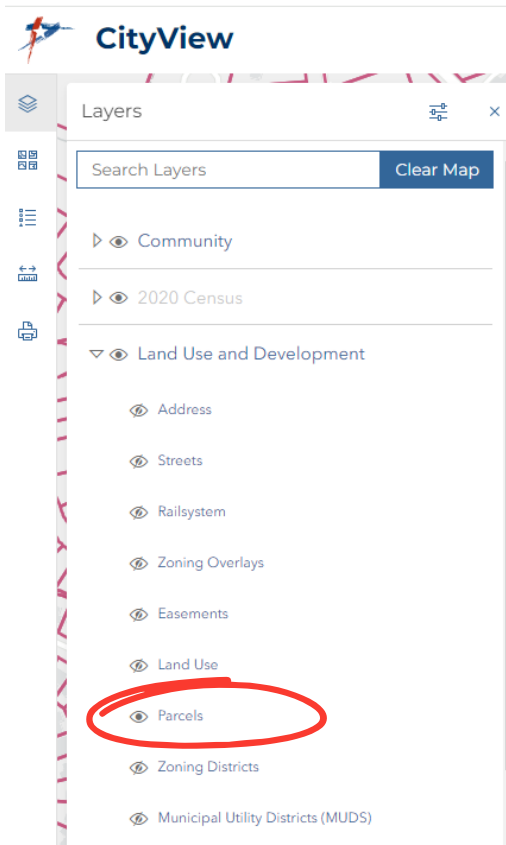 CityView
Layers
Search Layers
Clear Map
Community
2020 Census
Land Use and Development
Address
Streets
Railsystem
Zoning Overlays
Easements
Land Use
Parcels
Zoning Districts
Municipal Utility Districts (MUDS)